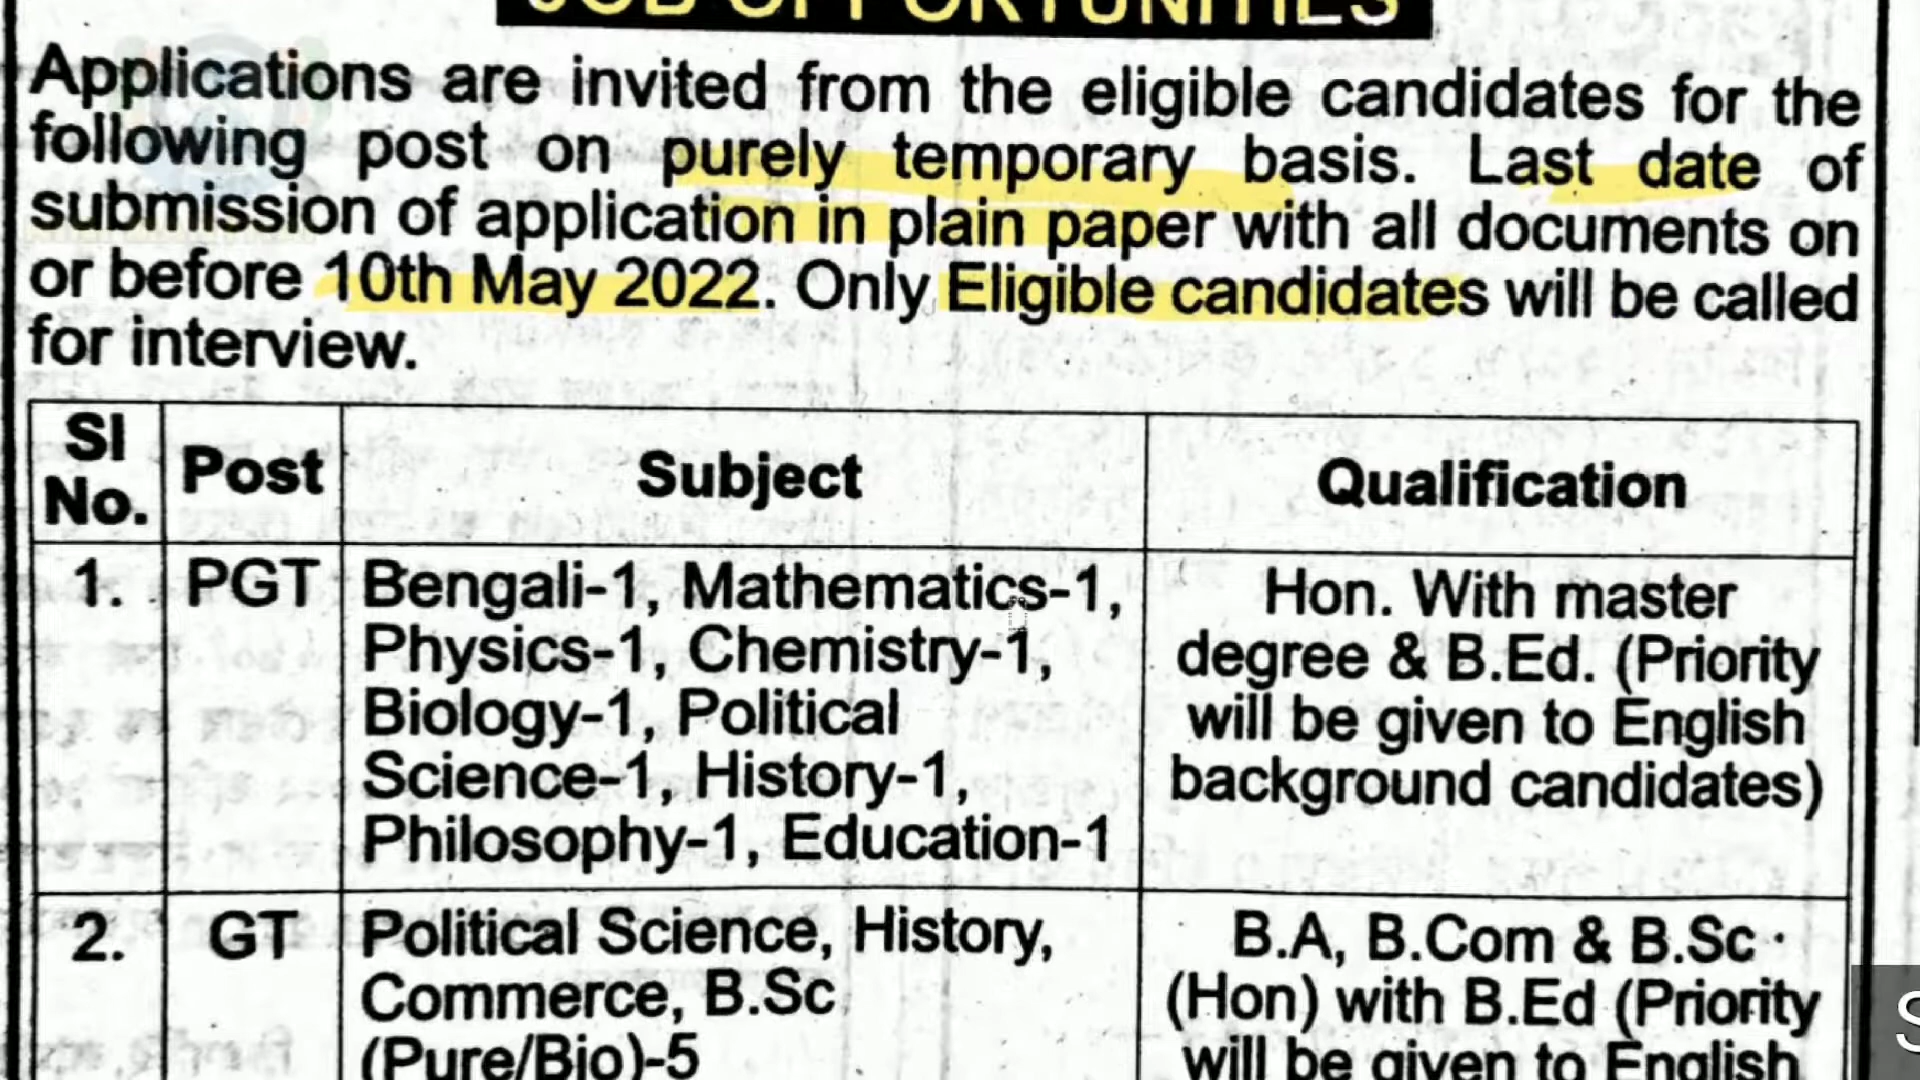 JOB OPPORTUNITIES
Applications are invited from the eligible candidates for the
following post on purely temporary basis. Last date of
submission of application in plain paper with all documents on
or before 10th May 2022. Only Eligible candidates will be called
for interview.
Sl No.
Post
Subject
Qualification
1.
PGT
Bengali-1, Mathematics-1,
Physics-1, Chemistry-1,
Biology-1, Political
Science-1, History-1,
Philosophy-1, Education-1
Hon. With master
degree & B.Ed. (Priority
will be given to English
background candidates)
2.
GT
Political Science, History,
Commerce, B.Sc
(Pure/Bio)-5
B.A, B.Com & B.Sc
(Hon) with B.Ed (Priority
will be given to English